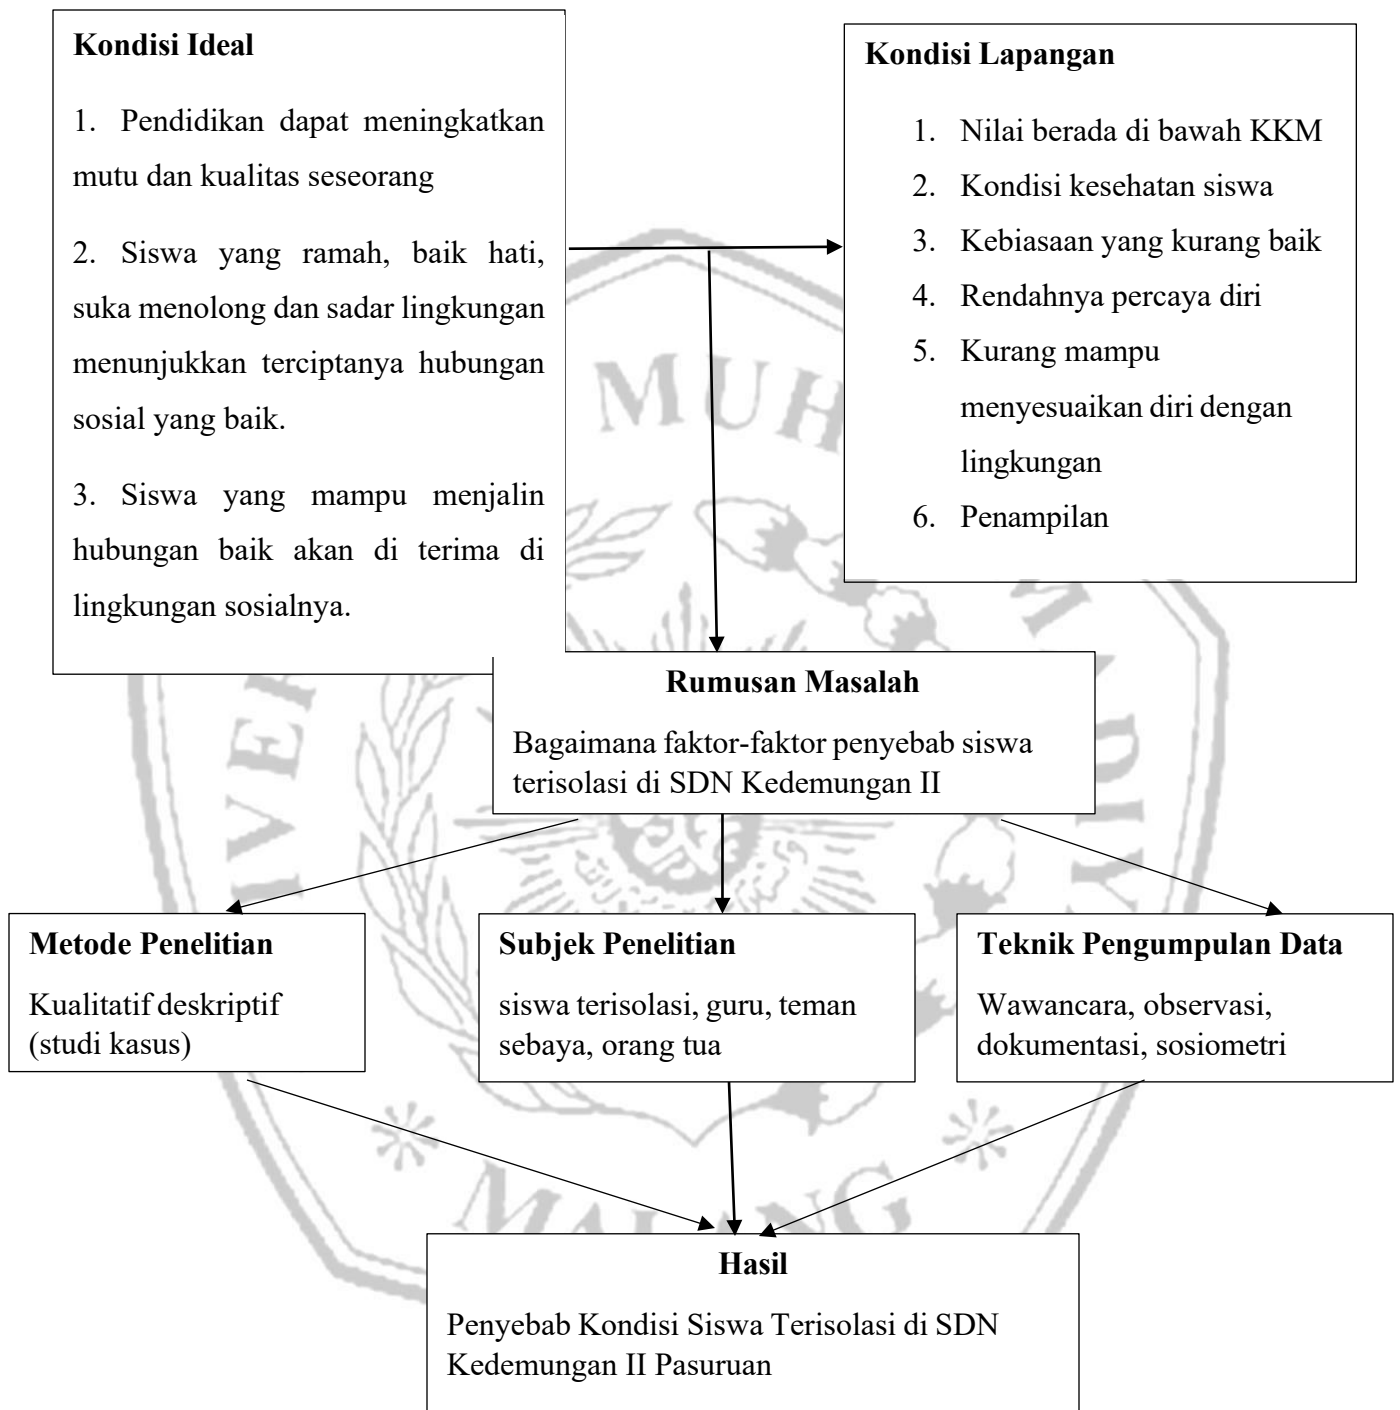 Kondisi Ideal
1. Pendidikan dapat meningkatkan
mutu dan kualitas seseorang
2. Siswa yang ramah, baik hati,
suka menolong dan sadar lingkungan
menunjukkan terciptanya hubungan
sosial yang baik.
3. Siswa yang mampu menjalin
hubungan baik akan di terima di
lingkungan sosialnya.
Kondisi Lapangan
1. Nilai berada di bawah KKM
2. Kondisi kesehatan siswa
3. Kebiasaan yang kurang baik
4. Rendahnya percaya diri
5. Kurang mampu
menyesuaikan diri dengan
lingkungan
6. Penampilan
Rumusan Masalah
Bagaimana faktor-faktor penyebab siswa
terisolasi di SDN Kedemungan II
Metode Penelitian
Kualitatif deskriptif
(studi kasus)
Subjek Penelitian
siswa terisolasi, guru, teman
sebaya, orang tua
Teknik Pengumpulan Data
Wawancara, observasi,
dokumentasi, sosiometri
Hasil
Penyebab Kondisi Siswa Terisolasi di SDN
Kedemungan II Pasuruan
MALANG